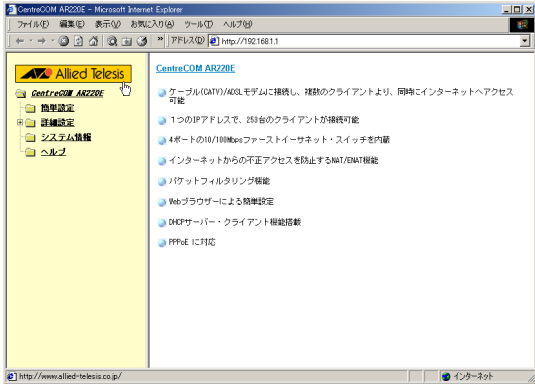 CentreCOM AR220E - Microsoft Internet Explorer
ファイル(F) 編集(E) 表示(V) お気に入り(A) ツール(T) ヘルプ(H)
アドレス(D) http://192.168.1.1
Allied Telesis
CentreCOM AR220E
簡単設定
詳細設定
システム情報
ヘルプ
CentreCOM AR220E
ケーブル(CATV)/ADSLモデムに接続し、複数のクライアントより、同時にインターネットへアクセス
可能
1つのIPアドレスで、253台のクライアントが接続可能
4ポートの10/100Mbpsファーストイーサネット・スイッチを内蔵
インターネットからの不正アクセスを防止するNAT/ENAT機能
パケットフィルタリング機能
Webブラウザーによる簡単設定
DHCPサーバー・クライアント機能搭載
PPPoE に対応
http://www.allied-telesis.co.jp/
インターネット